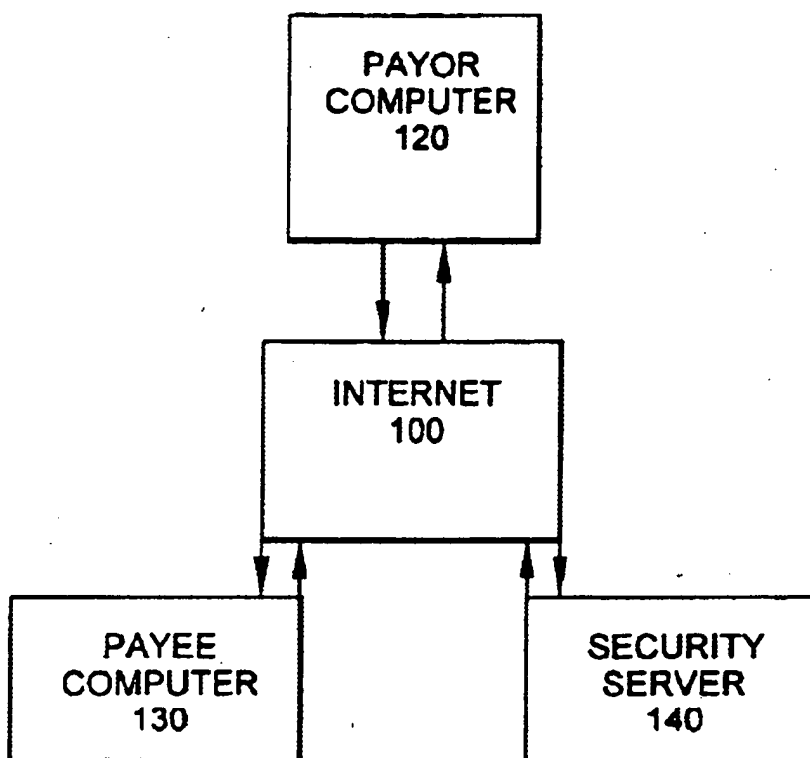 PAYOR
COMPUTER
120
INTERNET
100
PAYEE
COMPUTER
130
SECURITY
SERVER
140